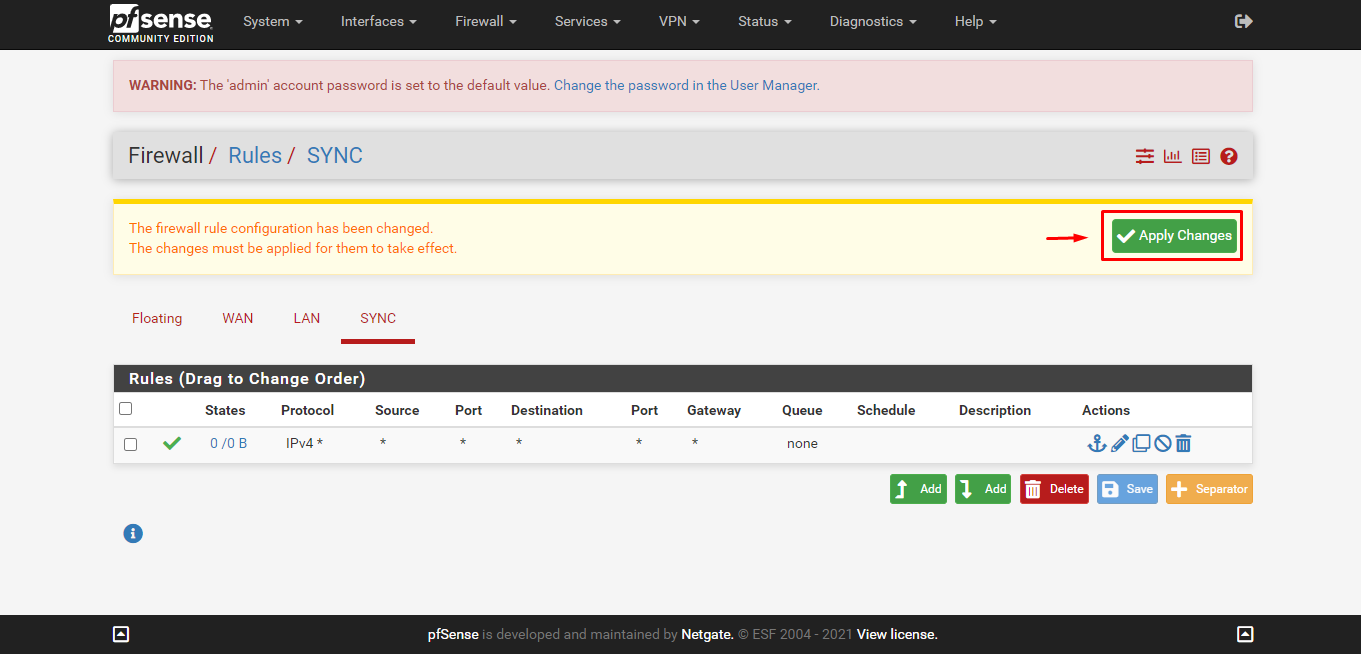 pfsense
COMMUNITY EDITION
System Interfaces Firewall Services VPN Status Diagnostics Help
WARNING: The 'admin' account password is set to the default value. Change the password in the User Manager.
Firewall / Rules / SYNC
The firewall rule configuration has been changed.
The changes must be applied for them to take effect.
Apply Changes
Floating WAN LAN SYNC
Rules (Drag to Change Order)
States Protocol Source Port Destination Port Gateway Queue Schedule Description Actions
0 /0 B IPv4 * * * * * * none
Add Add Delete Save Separator
pfSense is developed and maintained by Netgate. © ESF 2004 - 2021 View license.